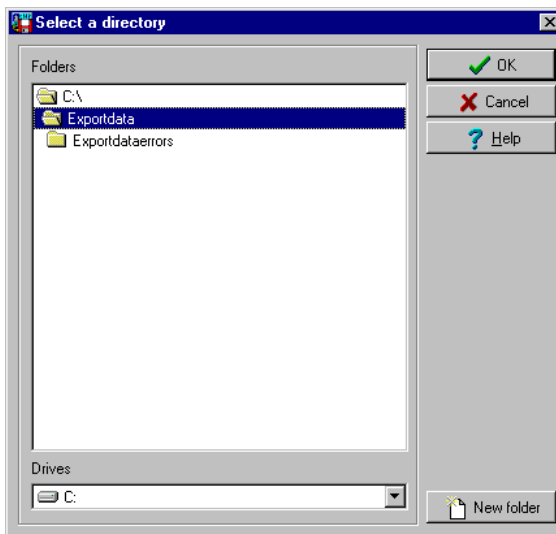 Select a directory
Folders
C:\
Exportdata
Exportdataerrors
Drives
C:
OK
Cancel
Help
New folder